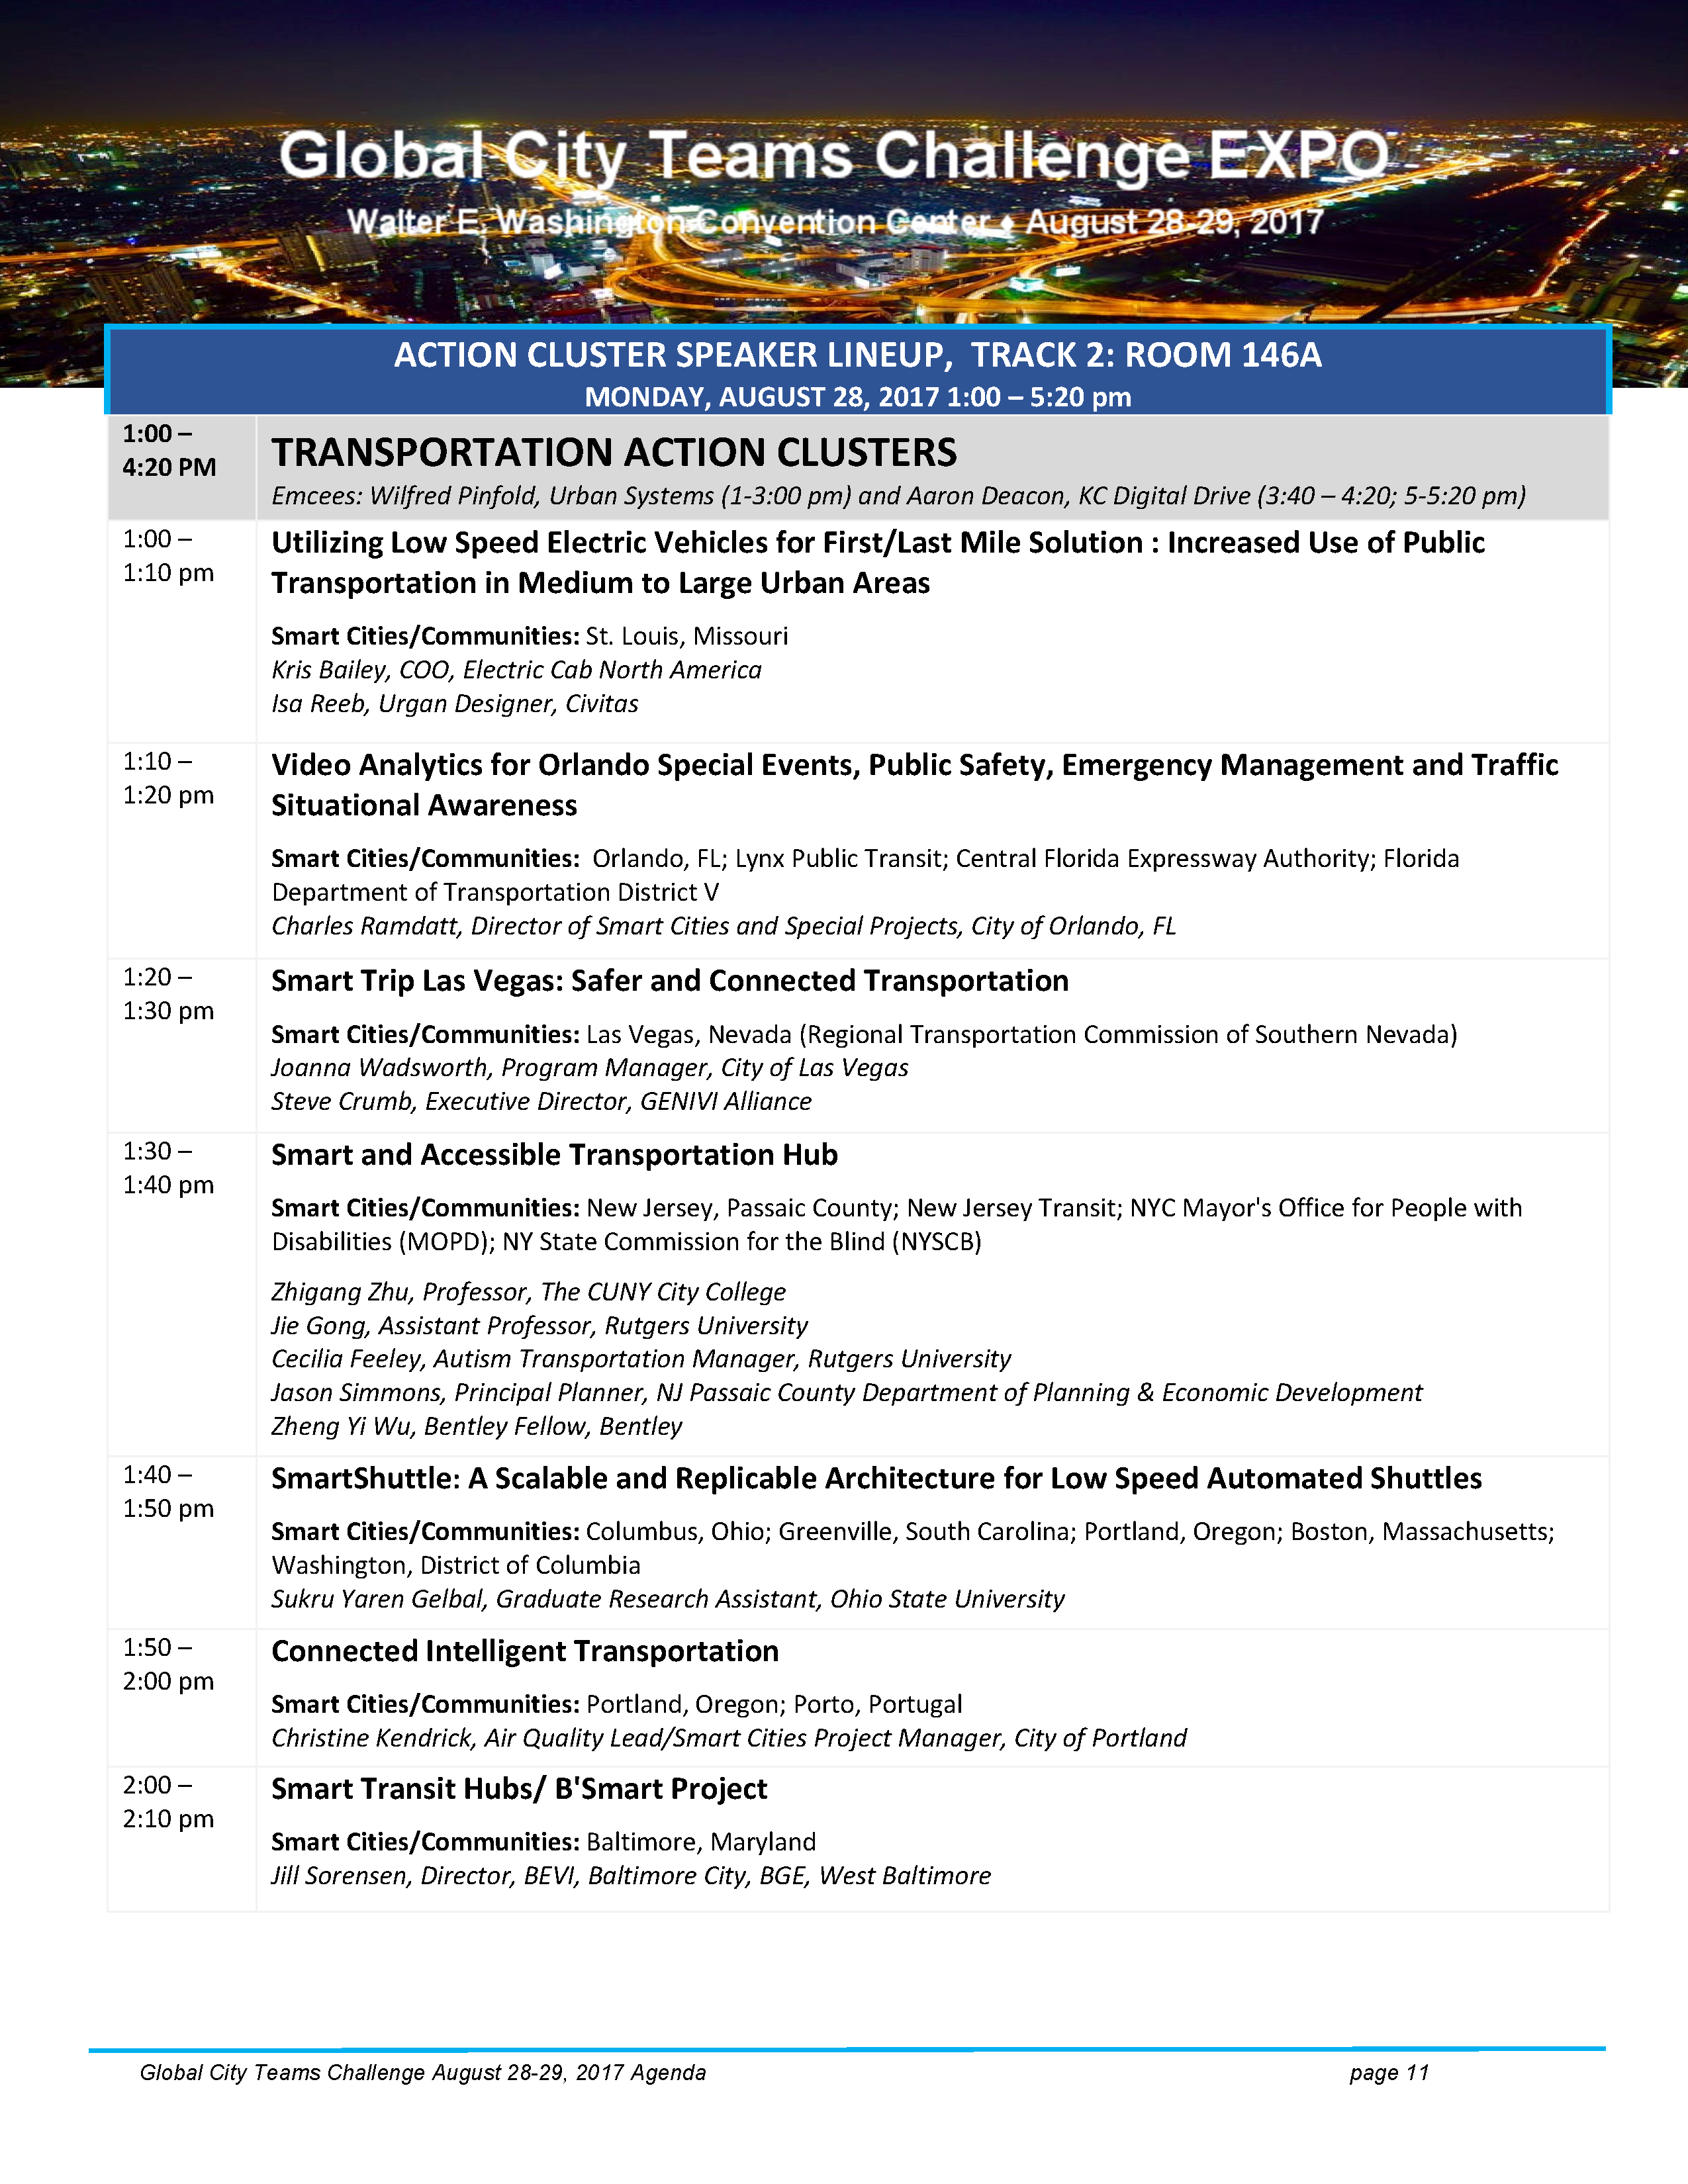 Global City Teams Challenge EXPO
Walter E. Washington Convention Center ♦ August 28-29, 2017
ACTION CLUSTER SPEAKER LINEUP,  TRACK 2: ROOM 146A
MONDAY, AUGUST 28, 2017 1:00 – 5:20 pm
1:00 –
4:20 PM
TRANSPORTATION ACTION CLUSTERS
Emcees: Wilfred Pinfold, Urban Systems (1-3:00 pm) and Aaron Deacon, KC Digital Drive (3:40 – 4:20; 5-5:20 pm)
1:00 –
1:10 pm
Utilizing Low Speed Electric Vehicles for First/Last Mile Solution : Increased Use of Public
Transportation in Medium to Large Urban Areas
Smart Cities/Communities: St. Louis, Missouri
Kris Bailey, COO, Electric Cab North America
Isa Reeb, Urgan Designer, Civitas
1:10 –
1:20 pm
Video Analytics for Orlando Special Events, Public Safety, Emergency Management and Traffic
Situational Awareness
Smart Cities/Communities:  Orlando, FL; Lynx Public Transit; Central Florida Expressway Authority; Florida
Department of Transportation District V
Charles Ramdatt, Director of Smart Cities and Special Projects, City of Orlando, FL
1:20 –
1:30 pm
Smart Trip Las Vegas: Safer and Connected Transportation
Smart Cities/Communities: Las Vegas, Nevada (Regional Transportation Commission of Southern Nevada)
Joanna Wadsworth, Program Manager, City of Las Vegas
Steve Crumb, Executive Director, GENIVI Alliance
1:30 –
1:40 pm
Smart and Accessible Transportation Hub
Smart Cities/Communities: New Jersey, Passaic County; New Jersey Transit; NYC Mayor's Office for People with
Disabilities (MOPD); NY State Commission for the Blind (NYSCB)
Zhigang Zhu, Professor, The CUNY City College
Jie Gong, Assistant Professor, Rutgers University
Cecilia Feeley, Autism Transportation Manager, Rutgers University
Jason Simmons, Principal Planner, NJ Passaic County Department of Planning & Economic Development
Zheng Yi Wu, Bentley Fellow, Bentley
1:40 –
1:50 pm
SmartShuttle: A Scalable and Replicable Architecture for Low Speed Automated Shuttles
Smart Cities/Communities: Columbus, Ohio; Greenville, South Carolina; Portland, Oregon; Boston, Massachusetts;
Washington, District of Columbia
Sukru Yaren Gelbal, Graduate Research Assistant, Ohio State University
1:50 –
2:00 pm
Connected Intelligent Transportation
Smart Cities/Communities: Portland, Oregon; Porto, Portugal
Christine Kendrick, Air Quality Lead/Smart Cities Project Manager, City of Portland
2:00 –
2:10 pm
Smart Transit Hubs/ B'Smart Project
Smart Cities/Communities: Baltimore, Maryland
Jill Sorensen, Director, BEVI, Baltimore City, BGE, West Baltimore
Global City Teams Challenge August 28-29, 2017 Agenda
page 11